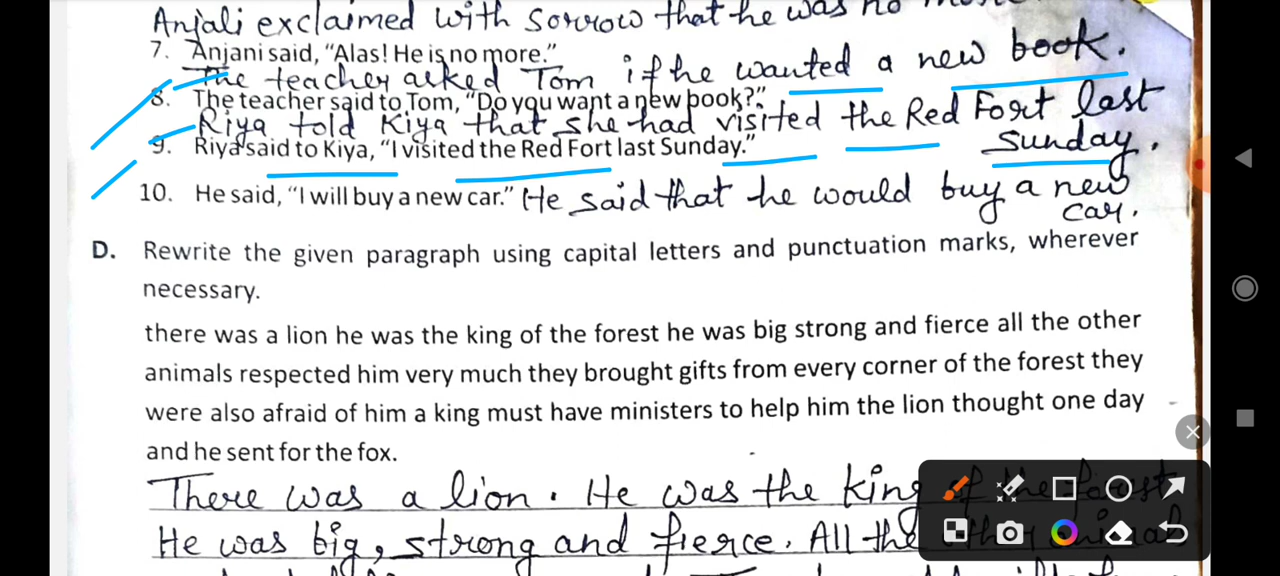 Anjali exclaimed with sorrow that he was no
7. Anjani said, “Alas! He is no more.”
The teacher asked Tom if he wanted a new book.
8. The teacher said to Tom, “Do you want a new book?”
Riya told Kiya that she had visited the Red Fort last
Sunday.
9. Riya said to Kiya, “I visited the Red Fort last Sunday.”
10. He said, “I will buy a new car.” He said that he would buy a new
car.
D. Rewrite the given paragraph using capital letters and punctuation marks, wherever
necessary.
there was a lion he was the king of the forest he was big strong and fierce all the other
animals respected him very much they brought gifts from every corner of the forest they
were also afraid of him a king must have ministers to help him the lion thought one day
and he sent for the fox.
There was a lion. He was the king
He was big, strong and fierce. All the